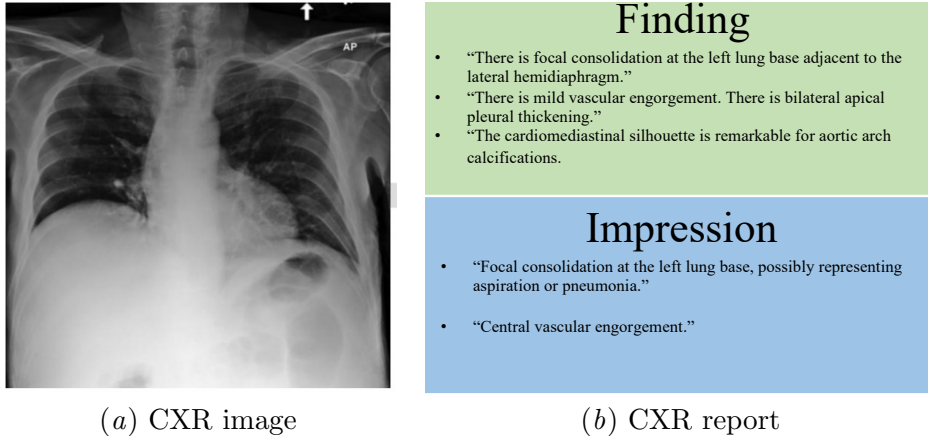 AP
Finding
• “There is focal consolidation at the left lung base adjacent to the
lateral hemidiaphragm.”
• “There is mild vascular engorgement. There is bilateral apical
pleural thickening.”
• “The cardiomediastinal silhouette is remarkable for aortic arch
calcifications.
Impression
• “Focal consolidation at the left lung base, possibly representing
aspiration or pneumonia.”
• “Central vascular engorgement.”
(a) CXR image
(b) CXR report